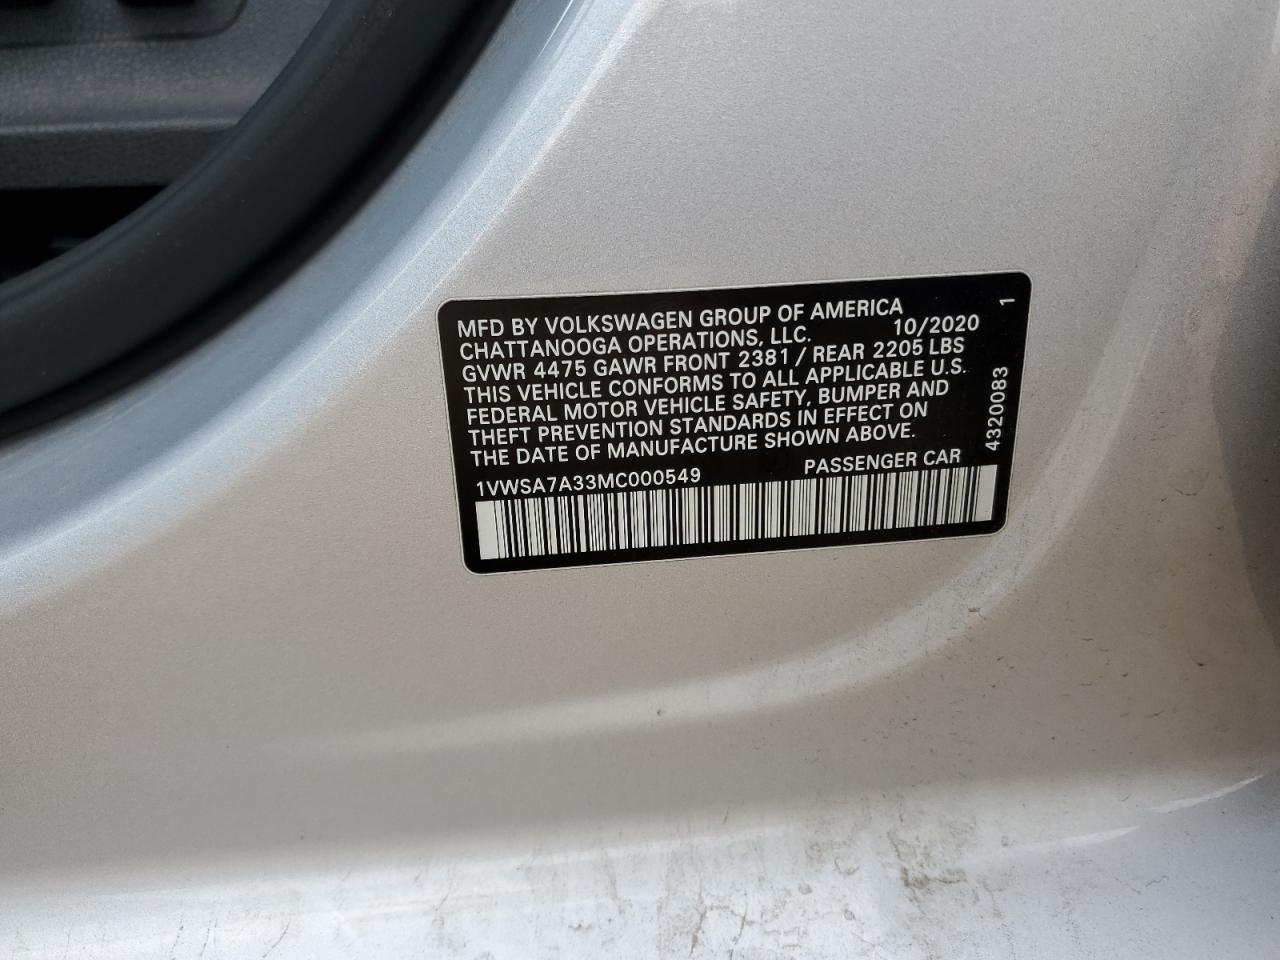 MFD BY VOLKSWAGEN GROUP OF AMERICA
CHATTANOOGA OPERATIONS, LLC. 10/2020
GVWR 4475 GAWR FRONT 2381 / REAR 2205 LBS
THIS VEHICLE CONFORMS TO ALL APPLICABLE U.S.
FEDERAL MOTOR VEHICLE SAFETY, BUMPER AND
THEFT PREVENTION STANDARDS IN EFFECT ON
THE DATE OF MANUFACTURE SHOWN ABOVE.
1VWSA7A33MC000549 PASSENGER CAR
4320083 1